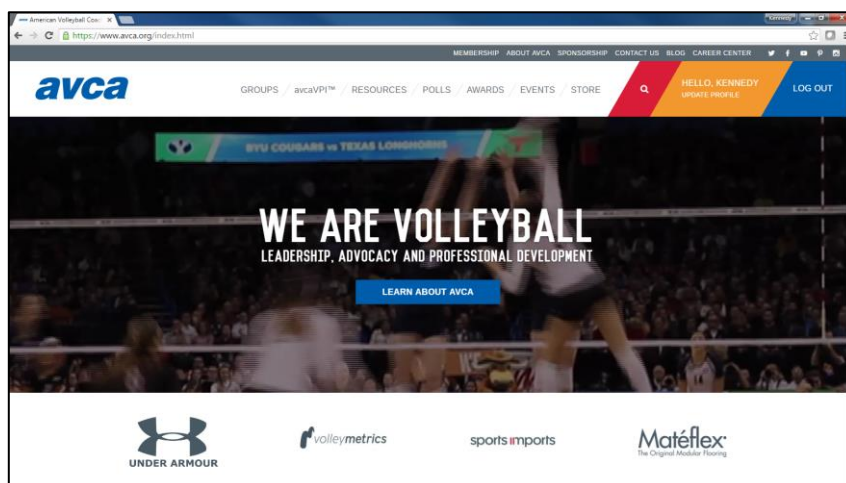 American Volleyball Coac
Kennedy
https://www.avca.org/index.html
MEMBERSHIP ABOUT AVCA SPONSORSHIP CONTACT US BLOG CAREER CENTER
avca
GROUPS / avcaVPI™ / RESOURCES / POLLS / AWARDS / EVENTS / STORE
HELLO, KENNEDY
UPDATE PROFILE
LOG OUT
BYU COUGARS vs TEXAS LONGHORNS
WE ARE VOLLEYBALL
LEADERSHIP, ADVOCACY AND PROFESSIONAL DEVELOPMENT
LEARN ABOUT AVCA
14
UNDER ARMOUR
volleymetrics
sports imports
Matéflex
The Original Modular Flooring